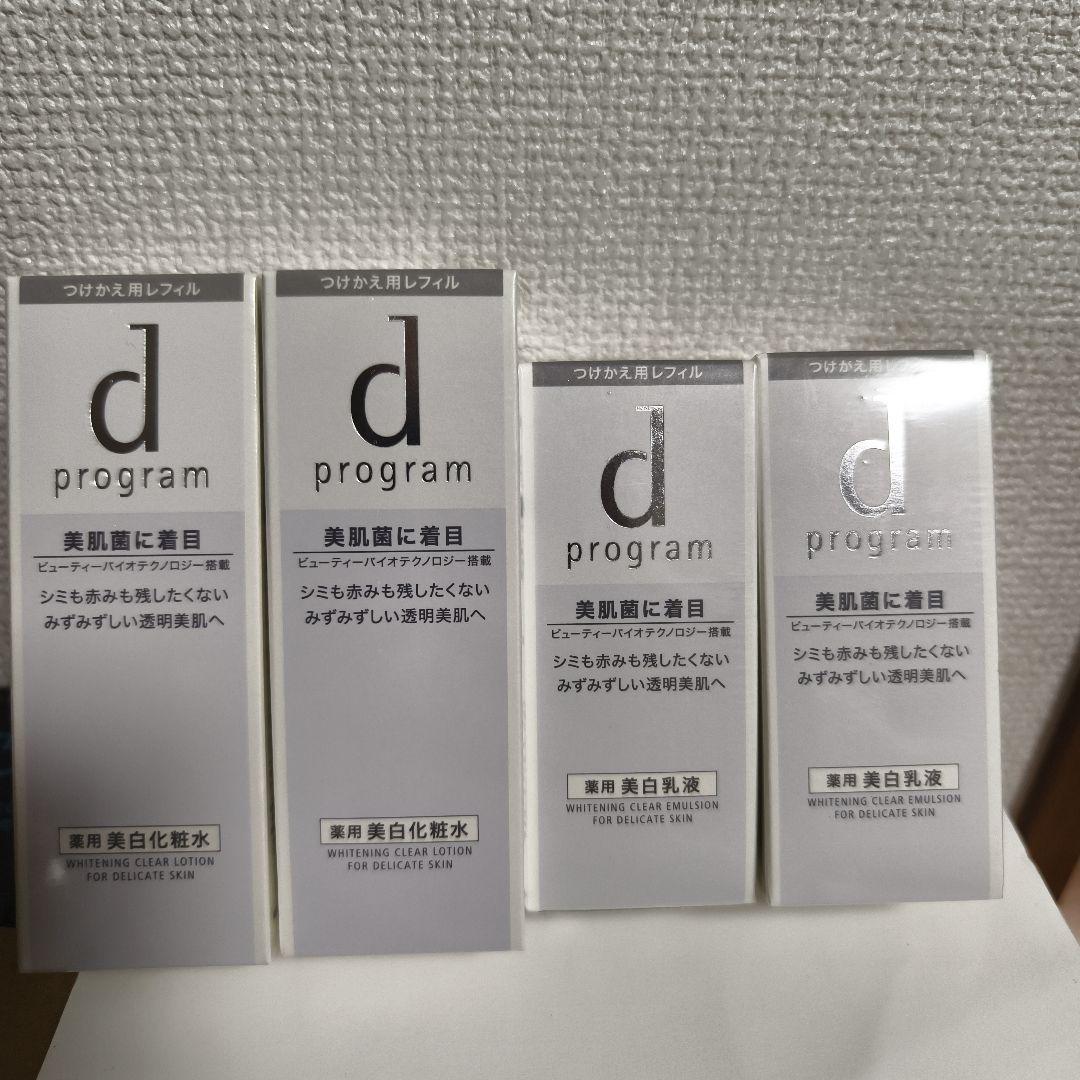 つけかえ用レフィル
d
program
美肌菌に着目
ビューティーバイオテクノロジー搭載
シミも赤みも残したくない
みずみずしい透明美肌へ
薬用 美白化粧水
WHITENING CLEAR LOTION
FOR DELICATE SKIN
つけかえ用レフィル
d
program
美肌菌に着目
ビューティーバイオテクノロジー搭載
シミも赤みも残したくない
みずみずしい透明美肌へ
薬用 美白化粧水
WHITENING CLEAR LOTION
FOR DELICATE SKIN
つけかえ用レフィル
d
program
美肌菌に着目
ビューティーバイオテクノロジー搭載
シミも赤みも残したくない
みずみずしい透明美肌へ
薬用 美白乳液
WHITENING CLEAR EMULSION
FOR DELICATE SKIN
つけかえ用レフィル
d
program
美肌菌に着目
ビューティーバイオテクノロジー搭載
シミも赤みも残したくない
みずみずしい透明美肌へ
薬用 美白乳液
WHITENING CLEAR EMULSION
FOR DELICATE SKIN